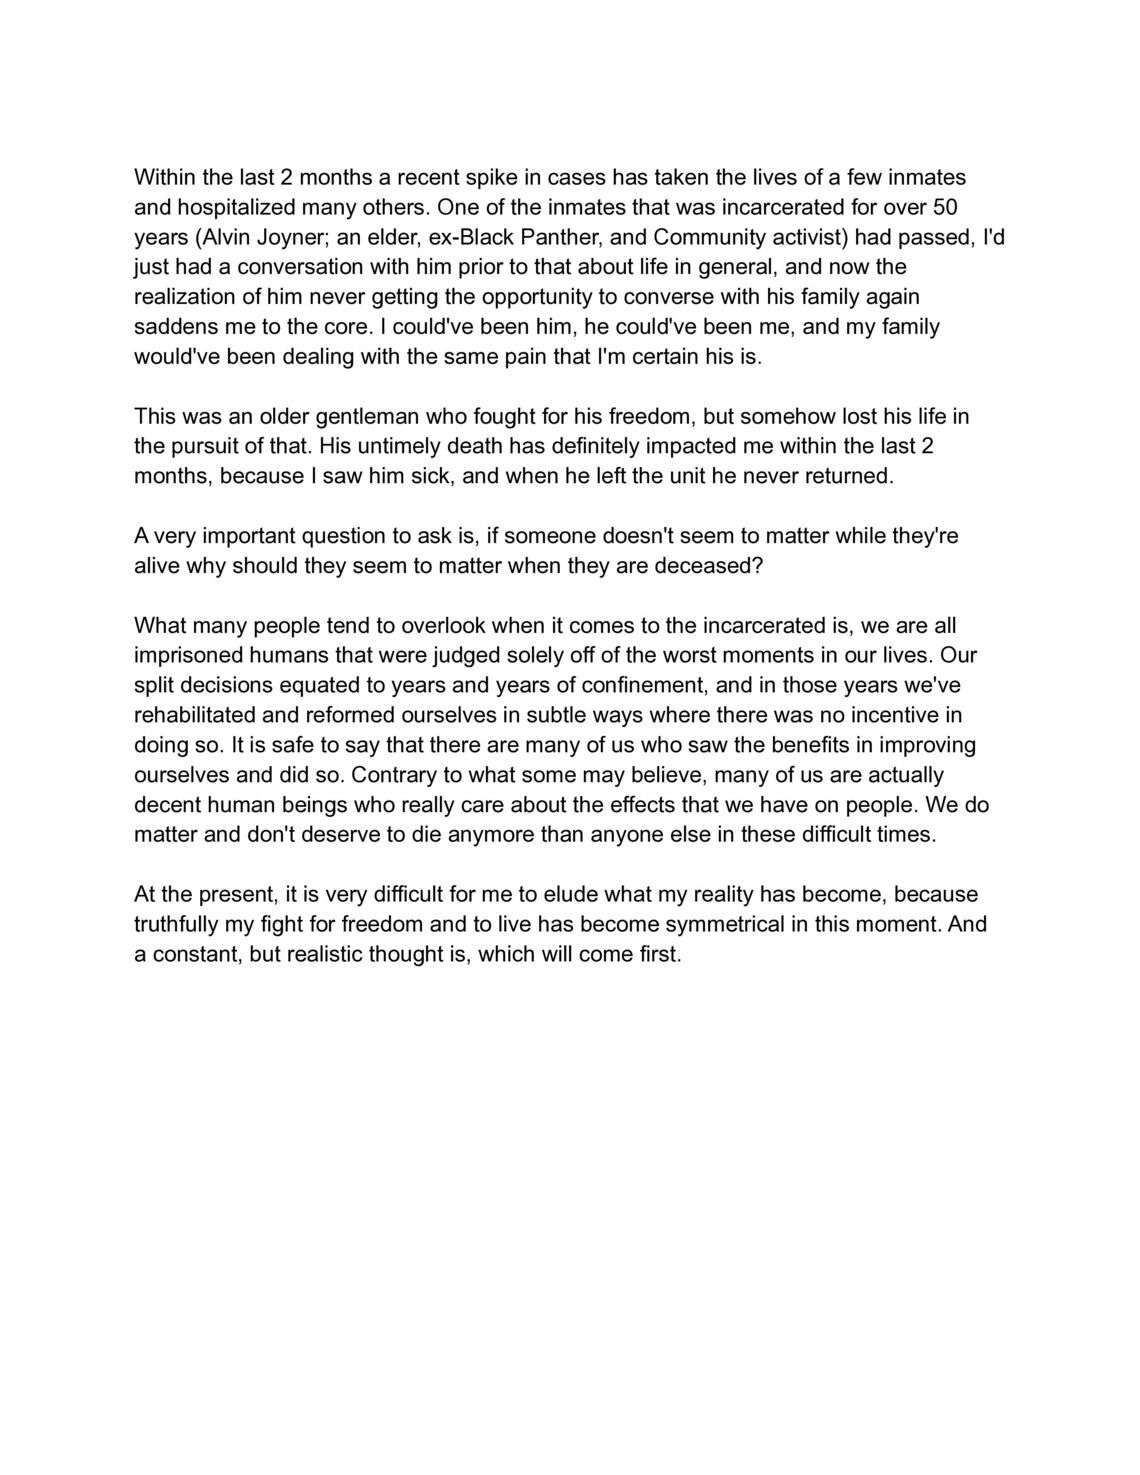 Within the last 2 months a recent spike in cases has taken the lives of a few inmates
and hospitalized many others. One of the inmates that was incarcerated for over 50
years (Alvin Joyner; an elder, ex-Black Panther, and Community activist) had passed, I'd
just had a conversation with him prior to that about life in general, and now the
realization of him never getting the opportunity to converse with his family again
saddens me to the core. I could've been him, he could've been me, and my family
would've been dealing with the same pain that I'm certain his is.
This was an older gentleman who fought for his freedom, but somehow lost his life in
the pursuit of that. His untimely death has definitely impacted me within the last 2
months, because I saw him sick, and when he left the unit he never returned.
A very important question to ask is, if someone doesn't seem to matter while they're
alive why should they seem to matter when they are deceased?
What many people tend to overlook when it comes to the incarcerated is, we are all
imprisoned humans that were judged solely off of the worst moments in our lives. Our
split decisions equated to years and years of confinement, and in those years we've
rehabilitated and reformed ourselves in subtle ways where there was no incentive in
doing so. It is safe to say that there are many of us who saw the benefits in improving
ourselves and did so. Contrary to what some may believe, many of us are actually
decent human beings who really care about the effects that we have on people. We do
matter and don't deserve to die anymore than anyone else in these difficult times.
At the present, it is very difficult for me to elude what my reality has become, because
truthfully my fight for freedom and to live has become symmetrical in this moment. And
a constant, but realistic thought is, which will come first.